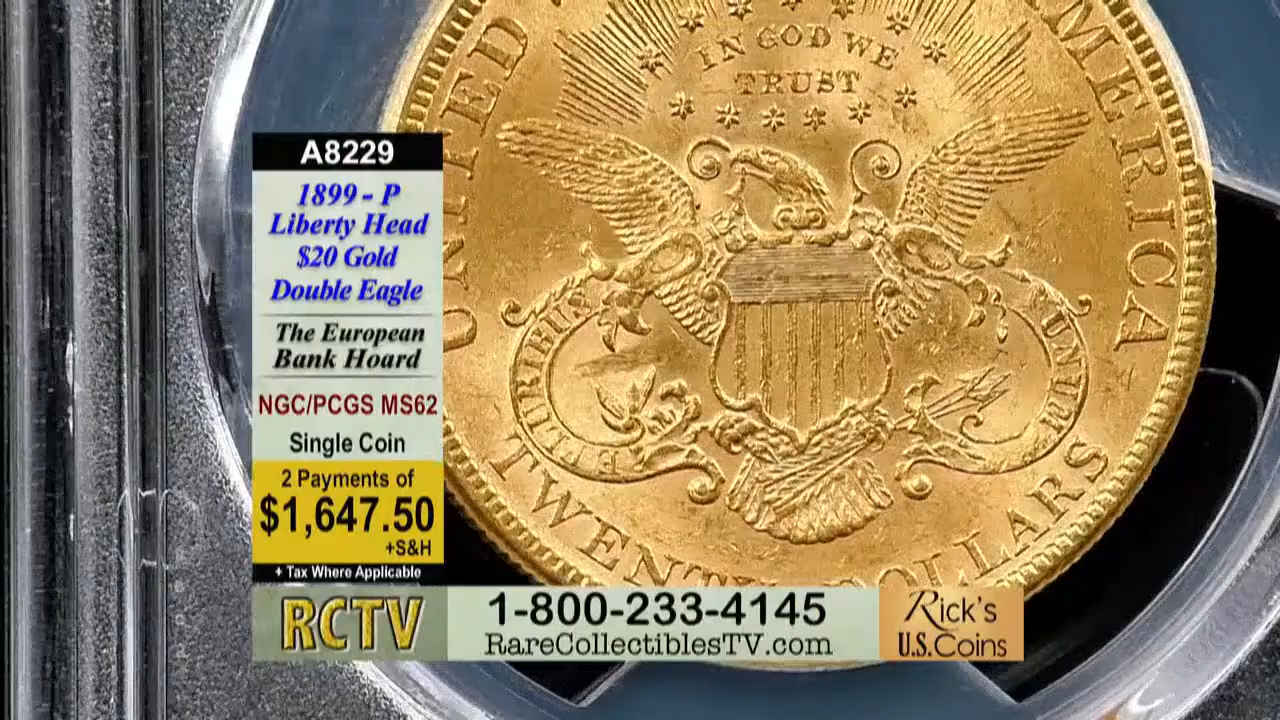 UNITED
AMERICA
IN GOD WE
TRUST
E PLURIBUS
UNUM
TWENTY DOLLARS
A8229
1899 - P
Liberty Head
$20 Gold
Double Eagle
The European
Bank Hoard
NGC/PCGS MS62
Single Coin
2 Payments of
$1,647.50
+S&H
+ Tax Where Applicable
RCTV
1-800-233-4145
RareCollectiblesTV.com
Rick's
U.S. Coins